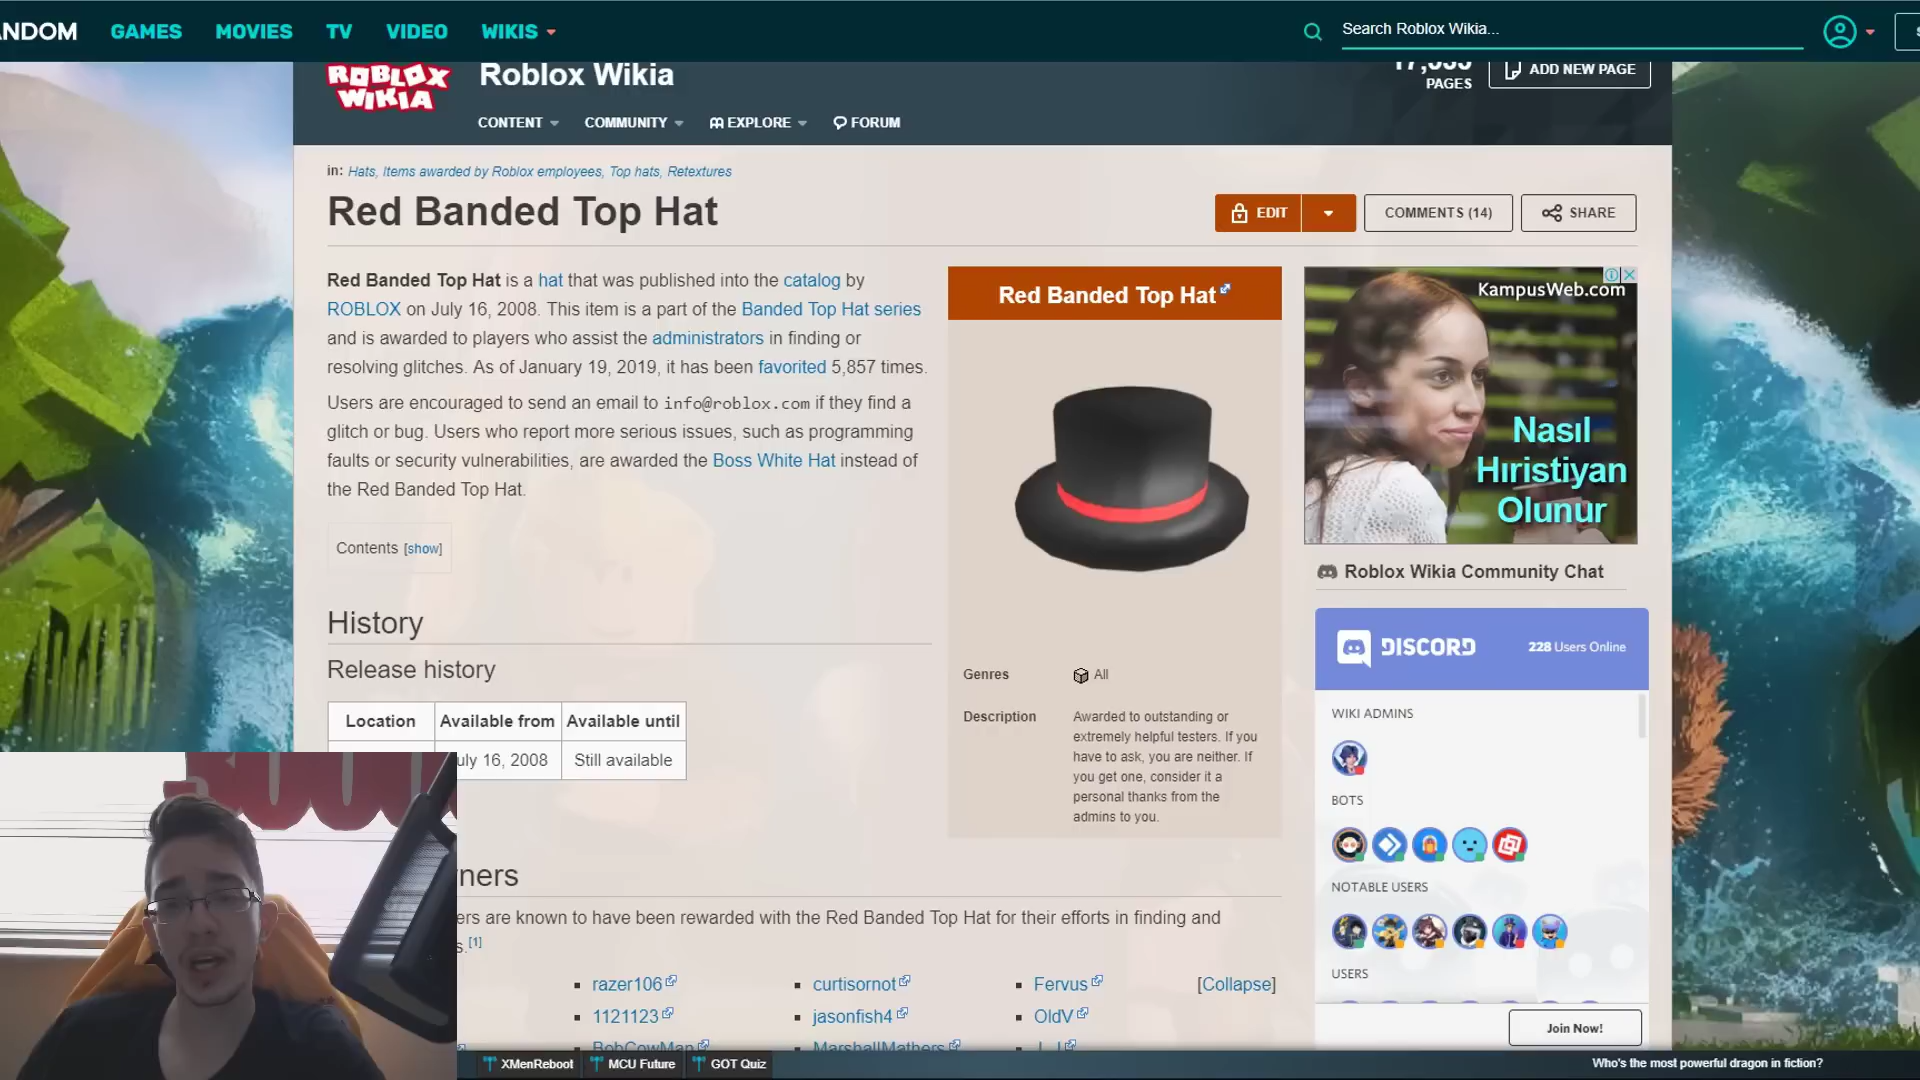 ANDOM GAMES MOVIES TV VIDEO WIKIS Search Roblox Wikia...
ROBLOX WIKIA
Roblox Wikia
PAGES
ADD NEW PAGE
CONTENT COMMUNITY EXPLORE FORUM
in: Hats, Items awarded by Roblox employees, Top hats, Retextures
Red Banded Top Hat
EDIT COMMENTS (14) SHARE
Red Banded Top Hat is a hat that was published into the catalog by
ROBLOX on July 16, 2008. This item is a part of the Banded Top Hat series
and is awarded to players who assist the administrators in finding or
resolving glitches. As of January 19, 2019, it has been favorited 5,857 times.
Users are encouraged to send an email to info@roblox.com if they find a
glitch or bug. Users who report more serious issues, such as programming
faults or security vulnerabilities, are awarded the Boss White Hat instead of
the Red Banded Top Hat.
Contents [show]
History
Release history
Location Available from Available until
uly 16, 2008 Still available
Red Banded Top Hat
Genres All
Description Awarded to outstanding or
extremely helpful testers. If you
have to ask, you are neither. If
you get one, consider it a
personal thanks from the
admins to you.
KampusWeb.com
Nasıl
Hıristiyan
Olunur
Roblox Wikia Community Chat
DISCORD 228 Users Online
WIKI ADMINS
BOTS
NOTABLE USERS
USERS
Join Now!
ners
ers are known to have been rewarded with the Red Banded Top Hat for their efforts in finding and
s.[1]
razer106 curtisornot Fervus [Collapse]
1121123 jasonfish4 OldV
BobCowMan MarshallMathers
XMenReboot MCU Future GOT Quiz
Who's the most powerful dragon in fiction?